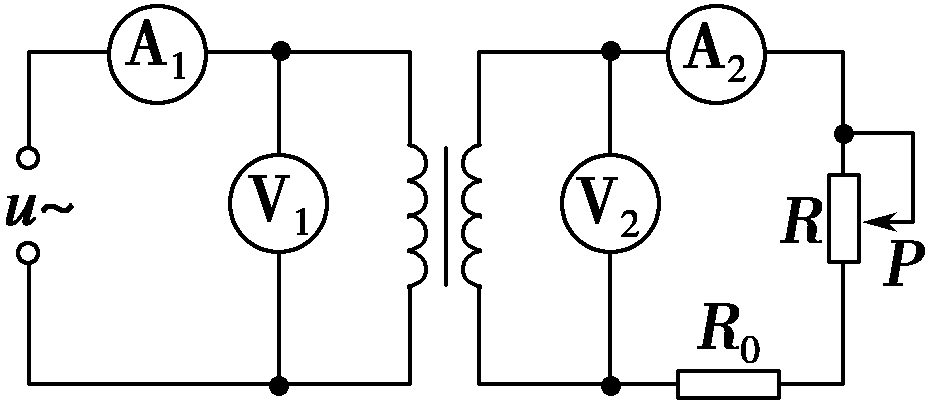 A₁
A₂
V₁
V₂
u~
R
P
R₀